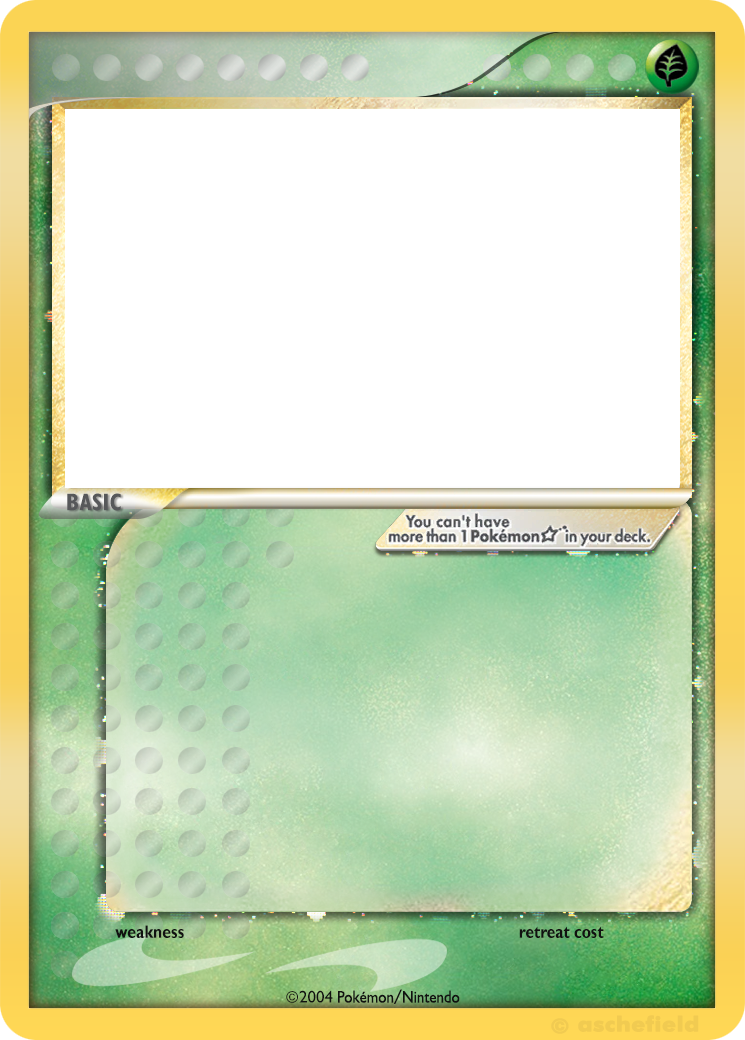 BASIC
You can't have
more than 1 Pokémon☆ in your deck.
weakness
retreat cost
©2004 Pokémon/Nintendo
© aschefield